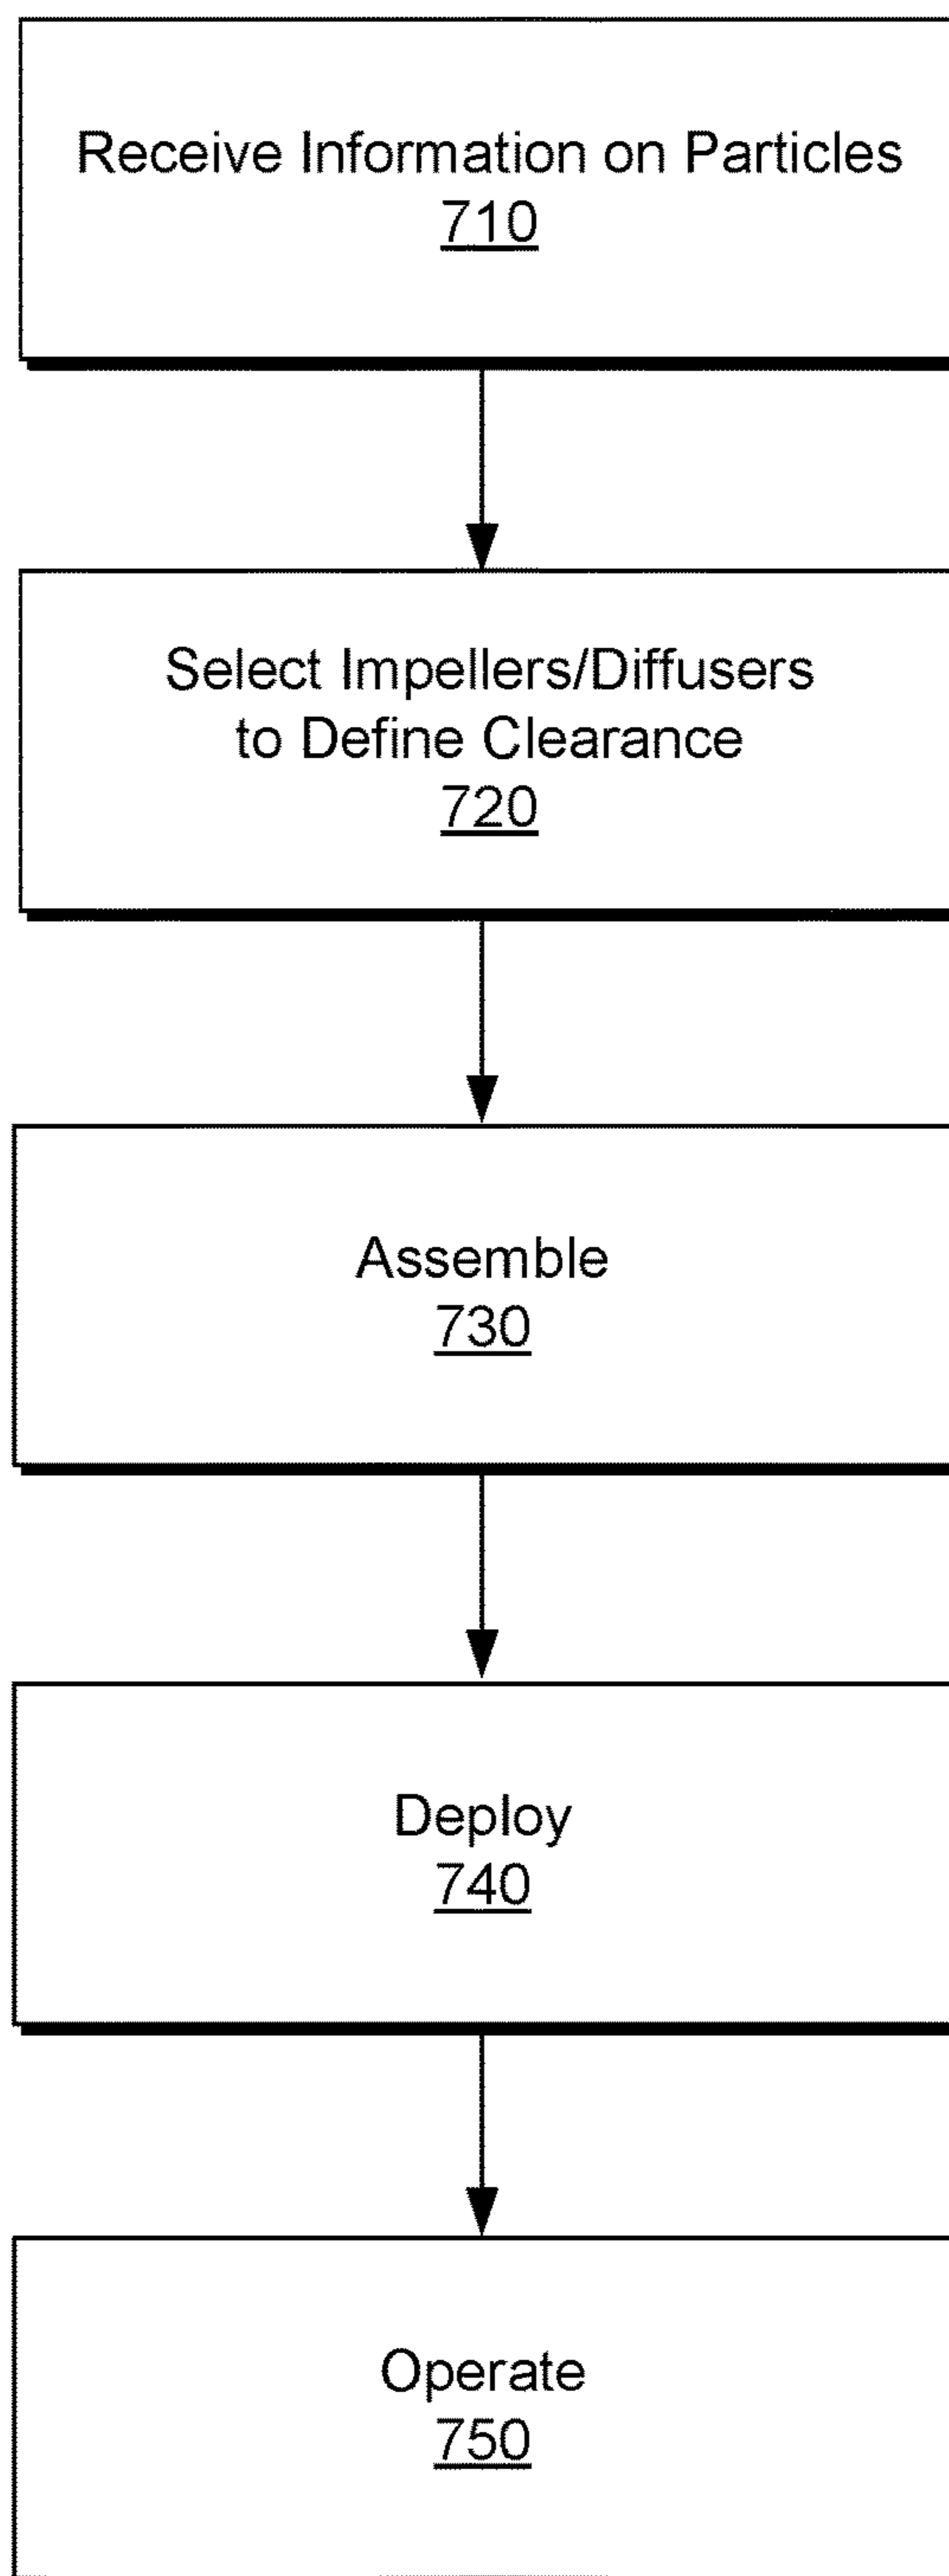 Receive Information on Particles
710
Select Impellers/Diffusers
to Define Clearance
720
Assemble
730
Deploy
740
Operate
750